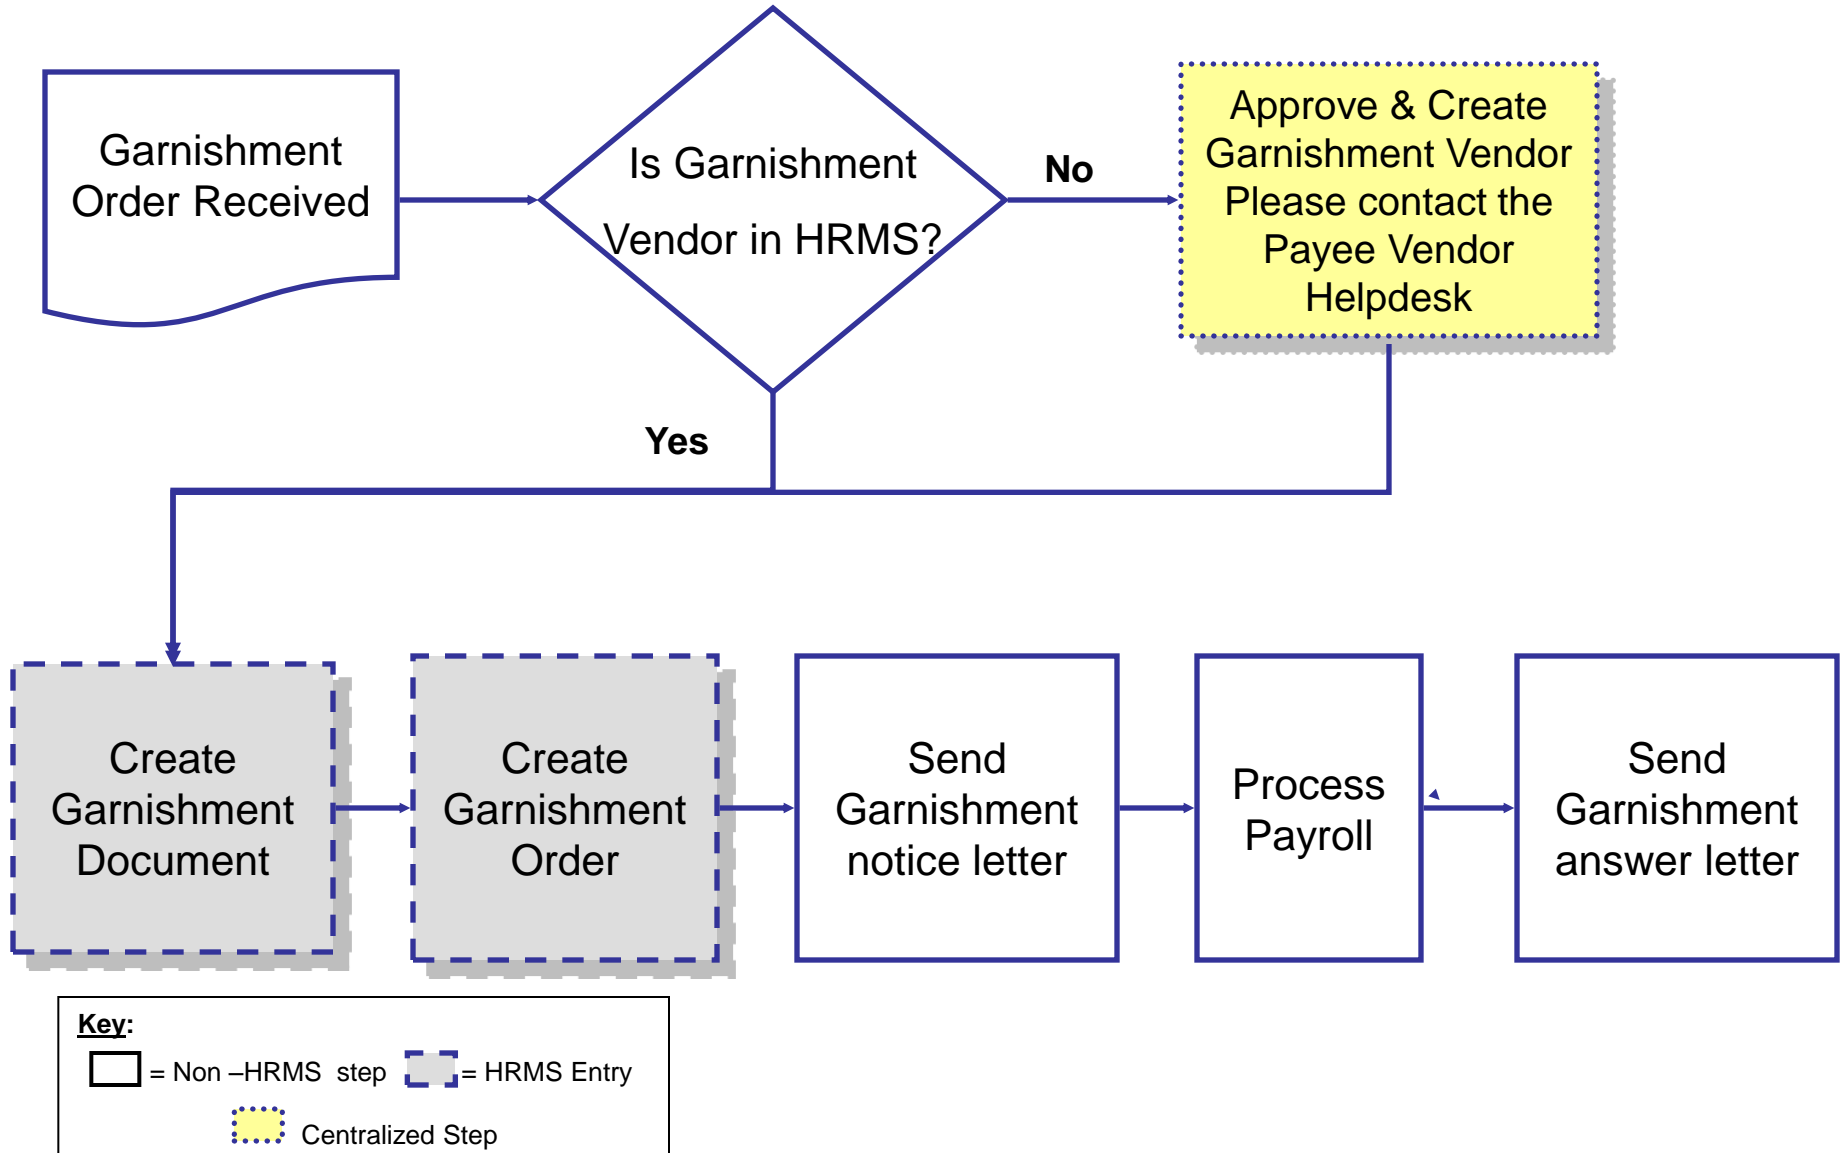 Garnishment
Order Received
Is Garnishment
Vendor in HRMS?
No
Approve & Create
Garnishment Vendor
Please contact the
Payee Vendor
Helpdesk
Yes
Create
Garnishment
Document
Create
Garnishment
Order
Send
Garnishment
notice letter
Process
Payroll
Send
Garnishment
answer letter
Key:
= Non –HRMS step
= HRMS Entry
Centralized Step